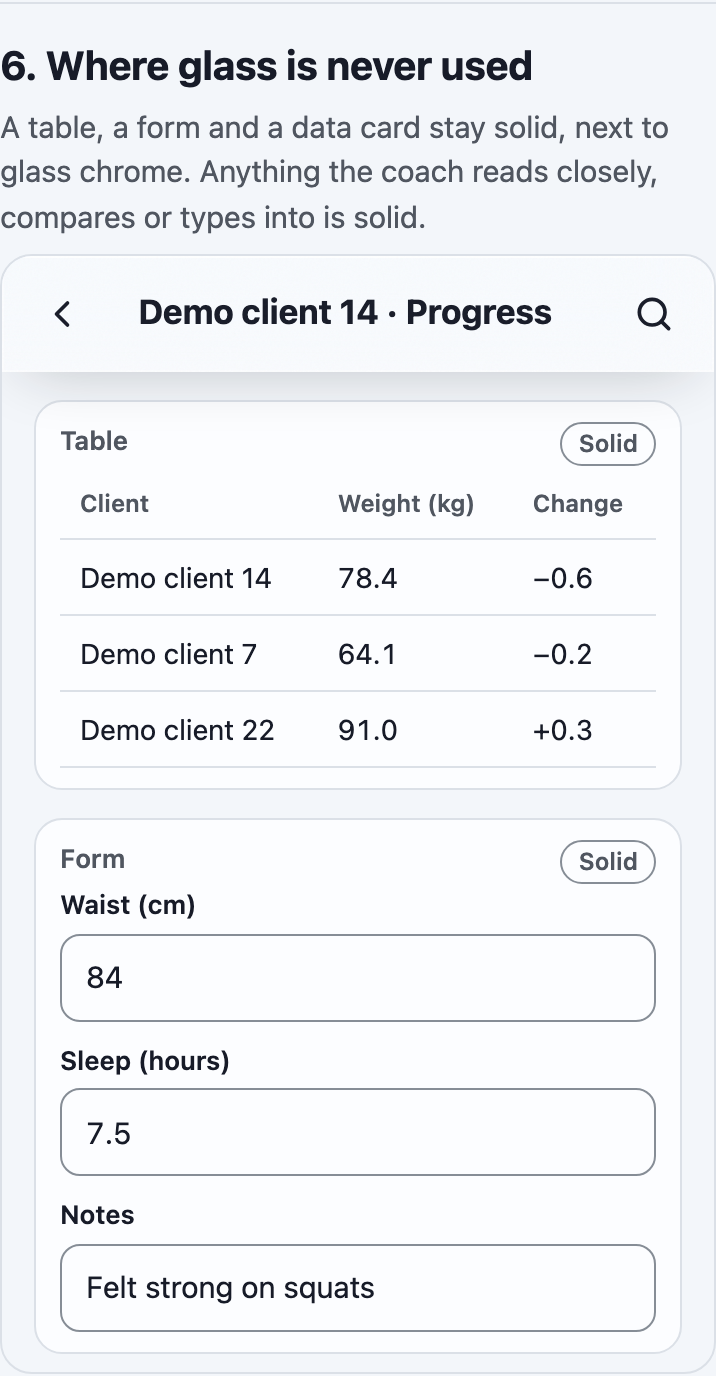 6. Where glass is never used
A table, a form and a data card stay solid, next to
glass chrome. Anything the coach reads closely,
compares or types into is solid.
Demo client 14 · Progress
Table Solid
Client Weight (kg) Change
Demo client 14 78.4 −0.6
Demo client 7 64.1 −0.2
Demo client 22 91.0 +0.3
Form Solid
Waist (cm)
84
Sleep (hours)
7.5
Notes
Felt strong on squats